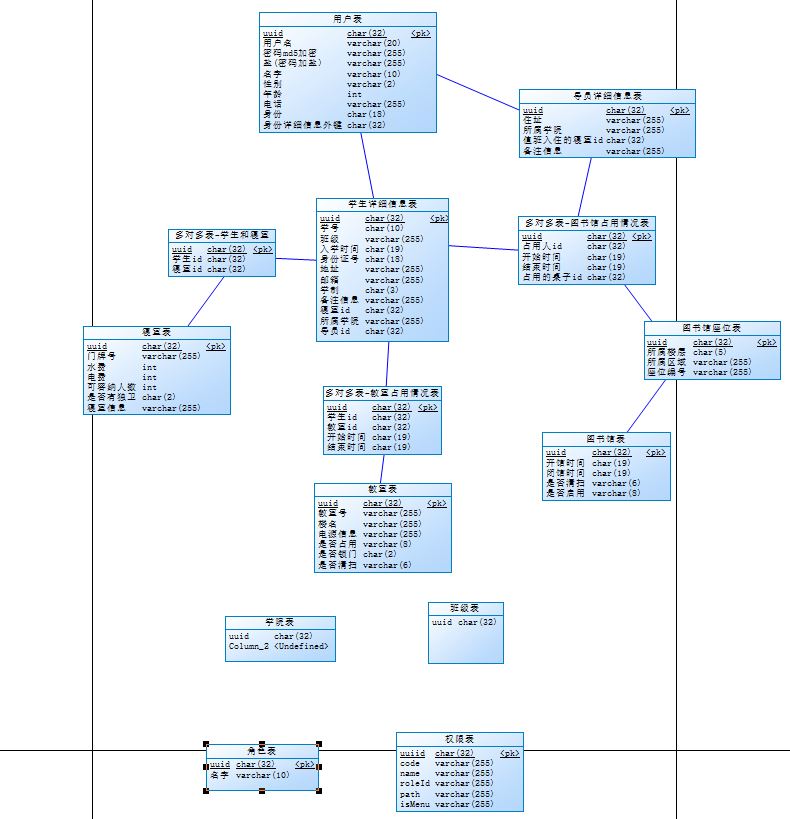 用户表
uuid char(32) <pk>
用户名 varchar(20)
密码md5加密 varchar(255)
盐(密码加盐) varchar(255)
名字 varchar(10)
性别 varchar(2)
年龄 int
电话 varchar(255)
身份 char(18)
身份详细信息外键 char(32)
导员详细信息表
uuid char(32) <pk>
住址 varchar(255)
所属学院 varchar(255)
值班入住的寝室id char(32)
备注信息 varchar(255)
学生详细信息表
uuid char(32) <pk>
学号 char(10)
班级 varchar(255)
入学时间 char(19)
身份证号 char(18)
地址 varchar(255)
邮箱 varchar(255)
学制 char(3)
备注信息 varchar(255)
寝室id char(32)
所属学院 varchar(255)
导员id char(32)
多对多表-学生和寝室
uuid char(32) <pk>
学生id char(32)
寝室id char(32)
多对多表-图书馆占用情况表
uuid char(32) <pk>
占用人id char(32)
开始时间 char(19)
结束时间 char(19)
占用的桌子id char(32)
寝室表
uuid char(32) <pk>
门牌号 varchar(255)
水费 int
电费 int
可容纳人数 int
是否有独卫 char(2)
寝室信息 varchar(255)
图书馆座位表
uuid char(32) <pk>
所属楼层 char(5)
所属区域 varchar(255)
座位编号 varchar(255)
多对多表-教室占用情况表
uuid char(32) <pk>
学生id char(32)
教室id char(32)
开始时间 char(19)
结束时间 char(19)
图书馆表
uuid char(32) <pk>
开馆时间 char(19)
闭馆时间 char(19)
是否清扫 varchar(6)
是否启用 varchar(8)
教室表
uuid char(32) <pk>
教室号 varchar(255)
楼名 varchar(255)
电源信息 varchar(255)
是否占用 varchar(8)
是否锁门 char(2)
是否清扫 varchar(6)
学院表
uuid char(32)
Column_2 <Undefined>
班级表
uuid char(32)
角色表
uuid char(32) <pk>
名字 varchar(10)
权限表
uuiid char(32) <pk>
code varchar(255)
name varchar(255)
roleId varchar(255)
path varchar(255)
isMenu varchar(255)